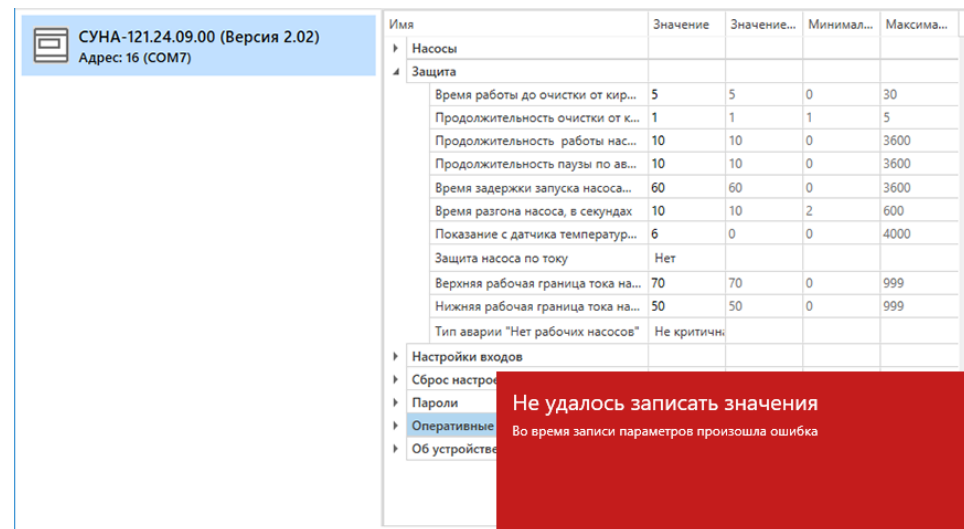 СУНА-121.24.09.00 (Версия 2.02)
Адрес: 16 (COM7)
Имя Значение Значение... Минимал... Максима...
Насосы
Защита
Время работы до очистки от кир... 5 5 0 30
Продолжительность очистки от к... 1 1 1 5
Продолжительность работы нас... 10 10 0 3600
Продолжительность паузы по ав... 10 10 0 3600
Время задержки запуска насоса... 60 60 0 3600
Время разгона насоса, в секундах 10 10 2 600
Показание с датчика температур... 6 0 0 4000
Защита насоса по току Нет
Верхняя рабочая граница тока на... 70 70 0 999
Нижняя рабочая граница тока на... 50 50 0 999
Тип аварии "Нет рабочих насосов" Не критична
Настройки входов
Сброс настрое
Пароли
Оперативные
Об устройстве
Не удалось записать значения
Во время записи параметров произошла ошибка